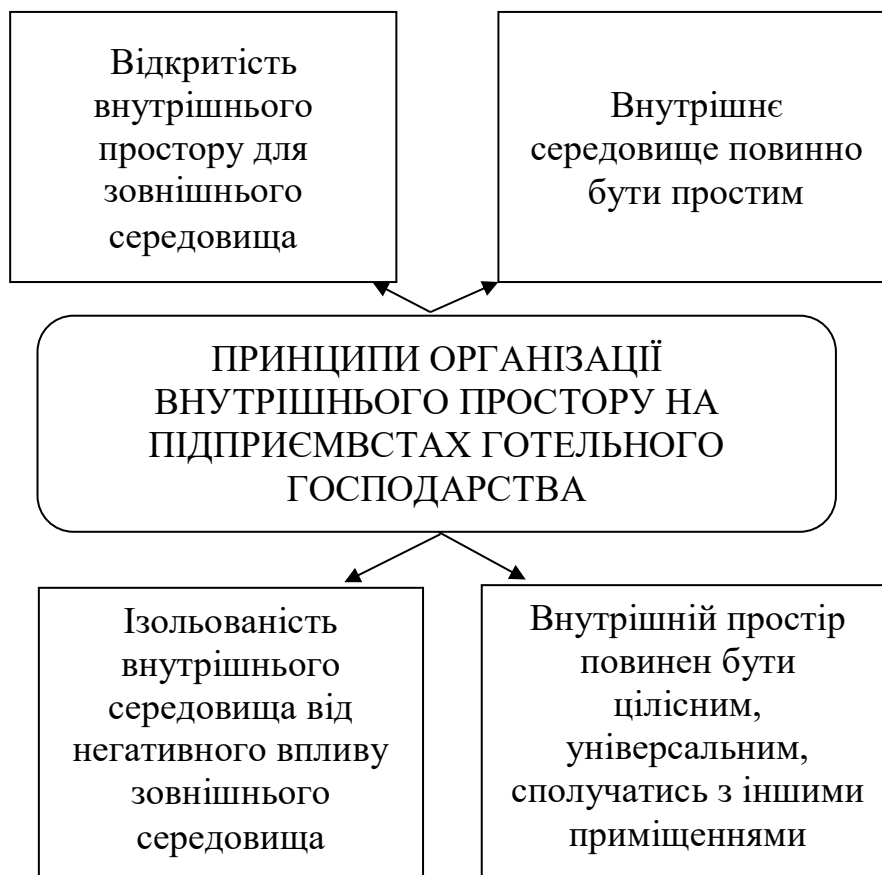 Відкритість
внутрішнього
простору для
зовнішнього
середовища
Внутрішнє
середовище повинно
бути простим
ПРИНЦИПИ ОРГАНІЗАЦІЇ
ВНУТРІШНЬОГО ПРОСТОРУ НА
ПІДПРИЄМВСТАХ ГОТЕЛЬНОГО
ГОСПОДАРСТВА
Ізольованість
внутрішнього
середовища від
негативного впливу
зовнішнього
середовища
Внутрішній простір
повинен бути
цілісним,
універсальним,
сполучатись з іншими
приміщеннями